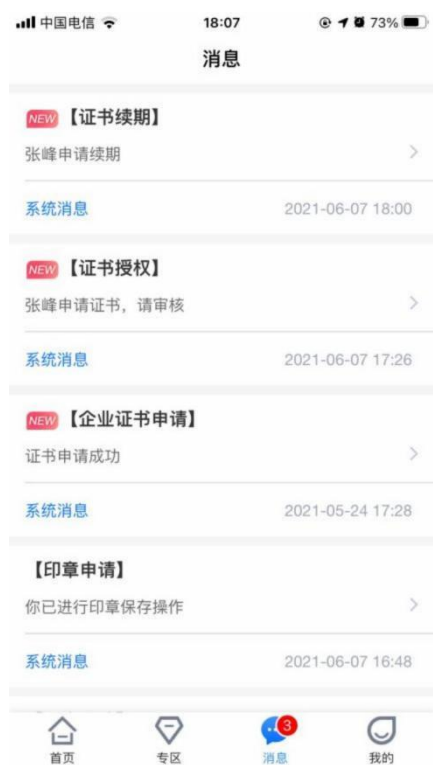 中国电信 18:07 73%
消息
NEW 【证书续期】
张峰申请续期
系统消息 2021-06-07 18:00
NEW 【证书授权】
张峰申请证书，请审核
系统消息 2021-06-07 17:26
NEW 【企业证书申请】
证书申请成功
系统消息 2021-05-24 17:28
【印章申请】
你已进行印章保存操作
系统消息 2021-06-07 16:48
3
首页 专区 消息 我的